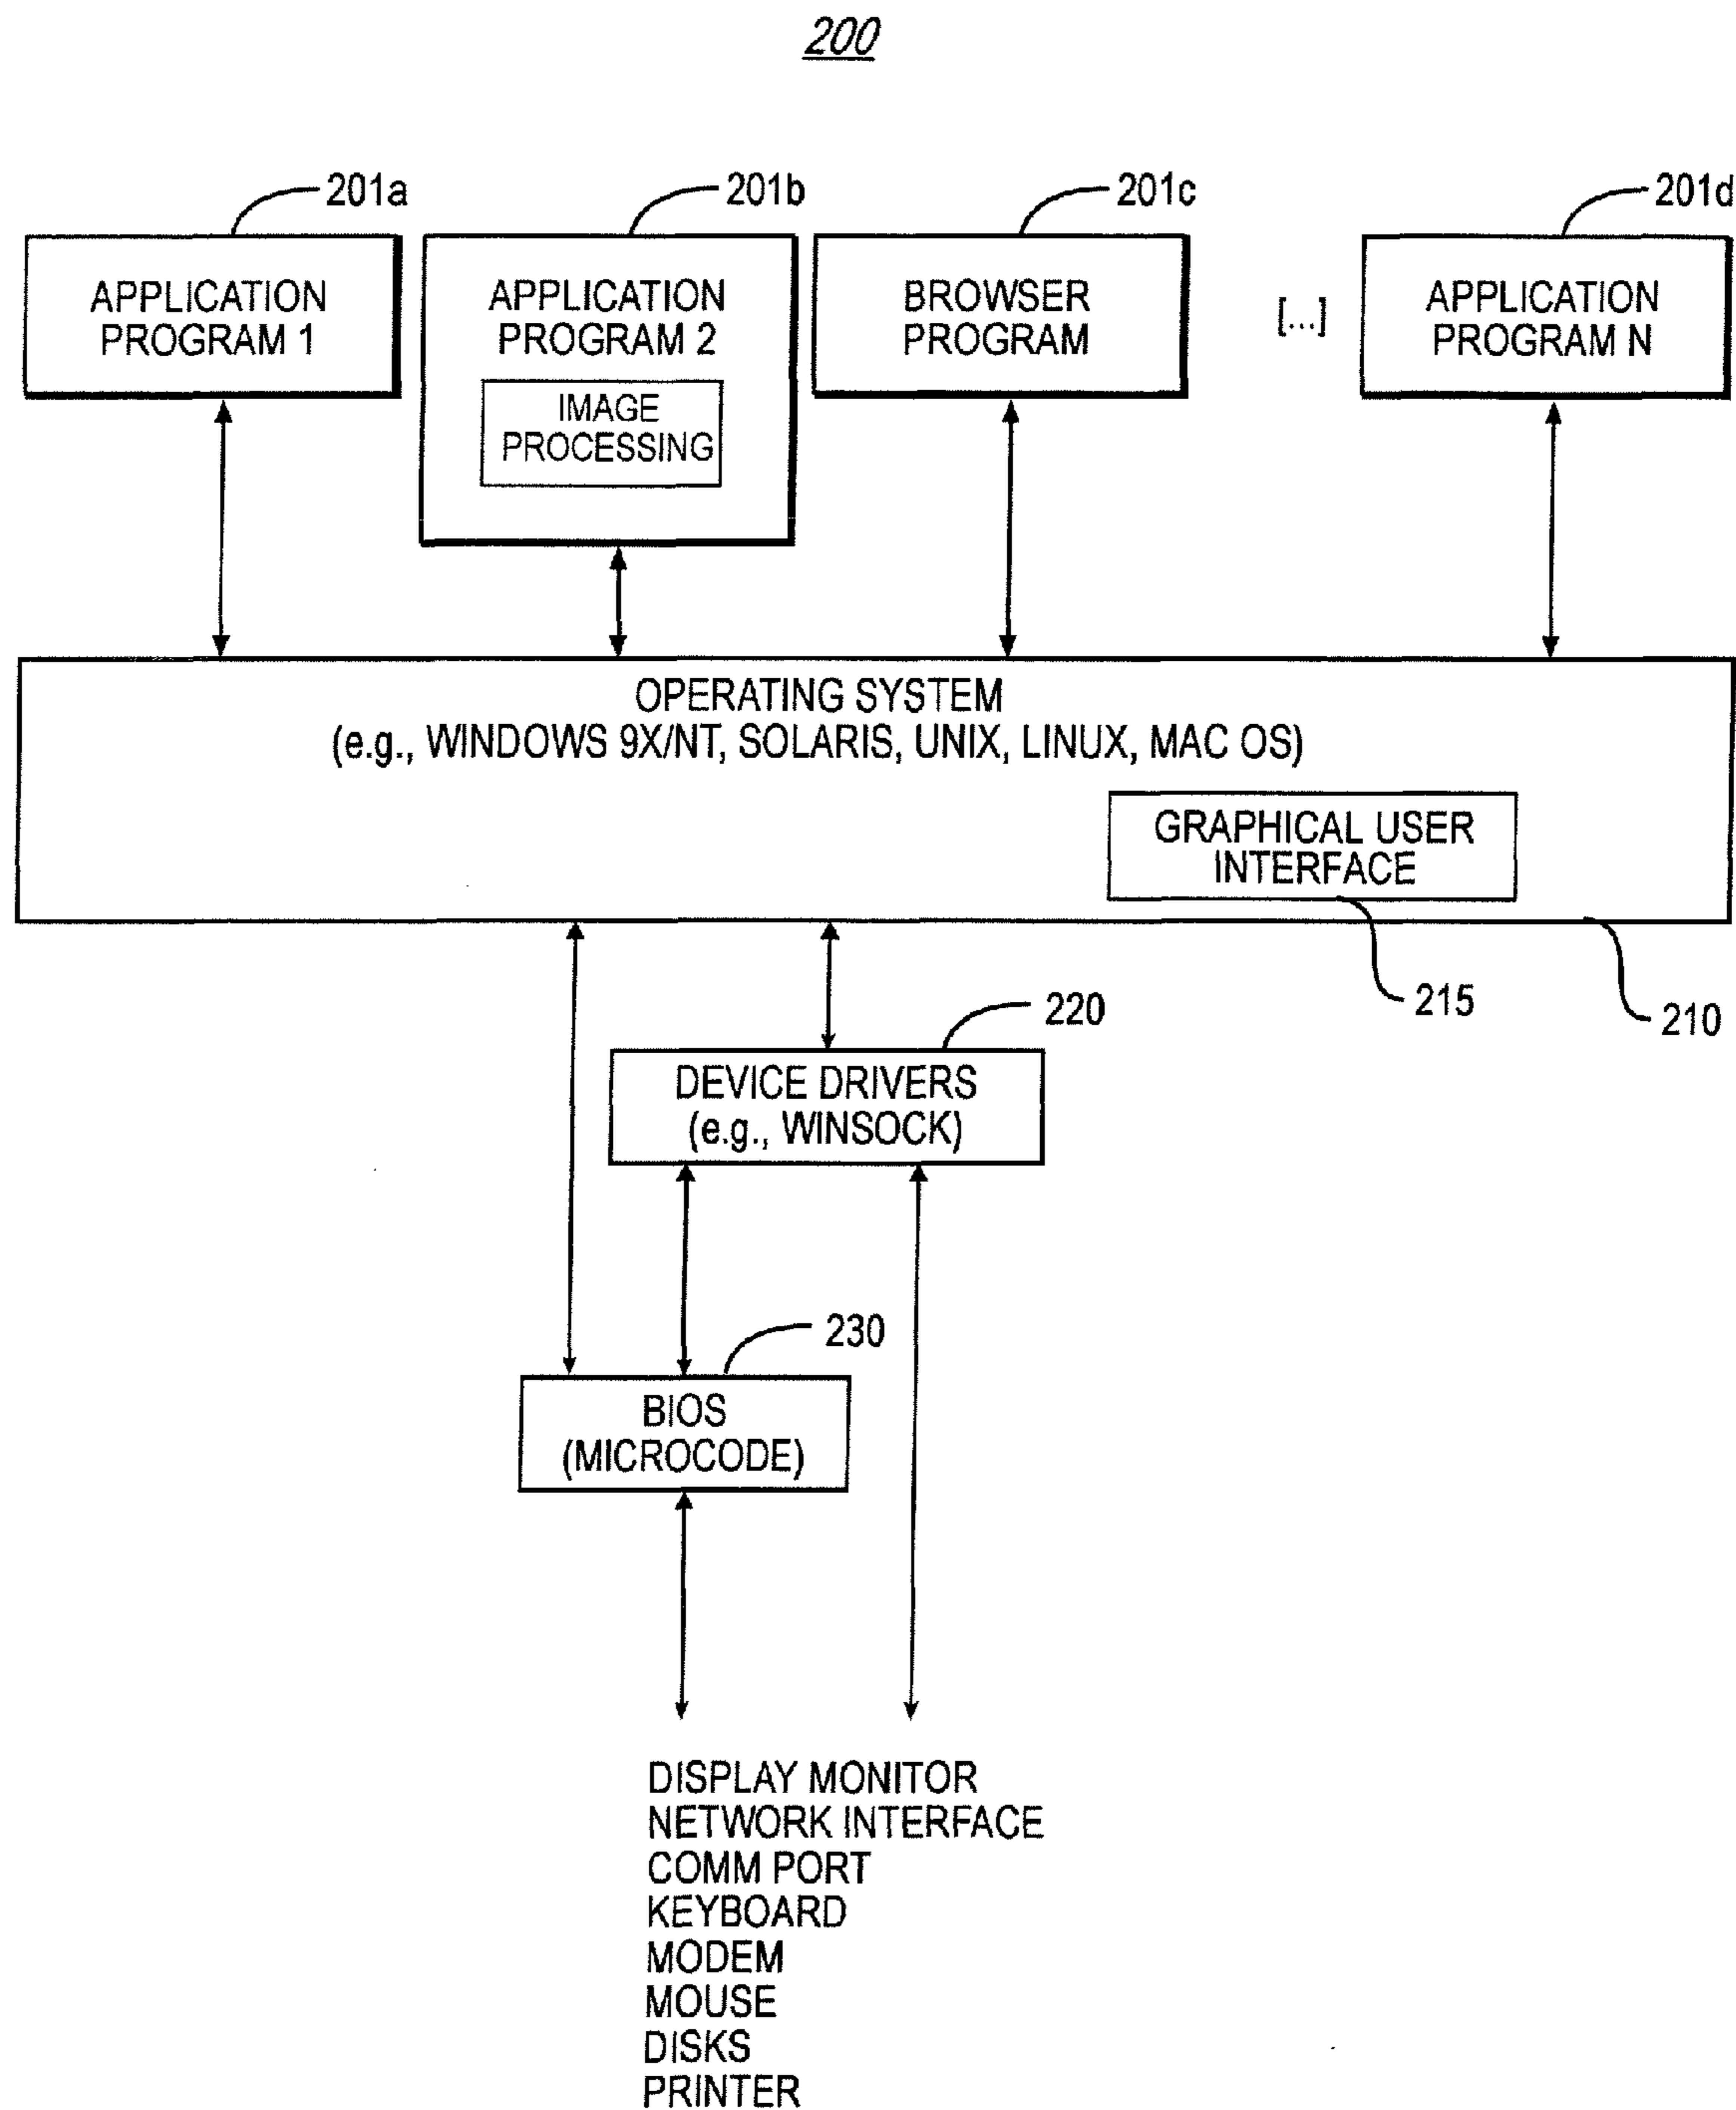 200
201a
201b
201c
201d
APPLICATION
PROGRAM 1
APPLICATION
PROGRAM 2
IMAGE
PROCESSING
BROWSER
PROGRAM
[...]
APPLICATION
PROGRAM N
OPERATING SYSTEM
(e.g., WINDOWS 9X/NT, SOLARIS, UNIX, LINUX, MAC OS)
GRAPHICAL USER
INTERFACE
215
210
220
DEVICE DRIVERS
(e.g., WINSOCK)
230
BIOS
(MICROCODE)
DISPLAY MONITOR
NETWORK INTERFACE
COMM PORT
KEYBOARD
MODEM
MOUSE
DISKS
PRINTER